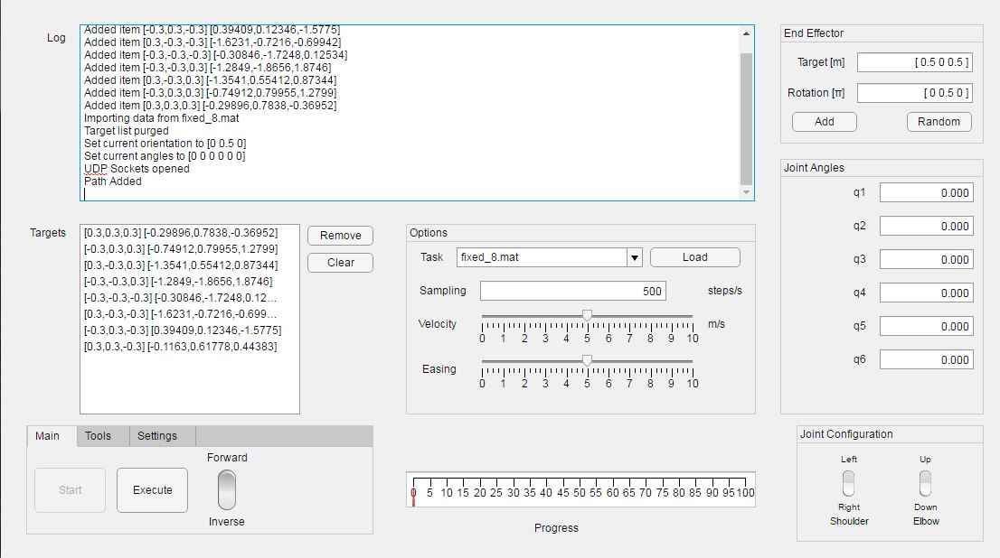 Log
Added item [-0.3,0.3,-0.3] [0.39409,0.12346,-1.5775]
Added item [0.3,-0.3,-0.3] [-1.6231,-0.7216,-0.69942]
Added item [-0.3,-0.3,-0.3] [-0.30846,-1.7248,0.12534]
Added item [-0.3,-0.3,0.3] [-1.2849,-1.8656,1.8746]
Added item [0.3,-0.3,0.3] [-1.3541,0.55412,0.87344]
Added item [-0.3,0.3,0.3] [-0.74912,0.79955,1.2799]
Added item [0.3,0.3,0.3] [-0.29896,0.7838,-0.36952]
Importing data from fixed_8.mat
Target list purged
Set current orientation to [0 0.5 0]
Set current angles to [0 0 0 0 0 0]
UDP Sockets opened
Path Added
End Effector
Target [m]
[ 0.5 0 0.5 ]
Rotation [π]
[ 0 0.5 0 ]
Add
Random
Targets
[0.3,0.3,0.3] [-0.29896,0.7838,-0.36952]
[-0.3,0.3,0.3] [-0.74912,0.79955,1.2799]
[0.3,-0.3,0.3] [-1.3541,0.55412,0.87344]
[-0.3,-0.3,0.3] [-1.2849,-1.8656,1.8746]
[-0.3,-0.3,-0.3] [-0.30846,-1.7248,0.12...
[0.3,-0.3,-0.3] [-1.6231,-0.7216,-0.699...
[-0.3,0.3,-0.3] [0.39409,0.12346,-1.5775]
[0.3,0.3,-0.3] [-0.1163,0.61778,0.44383]
Remove
Clear
Options
Task
fixed_8.mat
Load
Sampling
500
steps/s
Velocity
m/s
0 1 2 3 4 5 6 7 8 9 10
Easing
0 1 2 3 4 5 6 7 8 9 10
Joint Angles
q1
0.000
q2
0.000
q3
0.000
q4
0.000
q5
0.000
q6
0.000
Main
Tools
Settings
Start
Execute
Forward
Inverse
0 5 10 15 20 25 30 35 40 45 50 55 60 65 70 75 80 85 90 95 100
Progress
Joint Configuration
Left
Right
Shoulder
Up
Down
Elbow